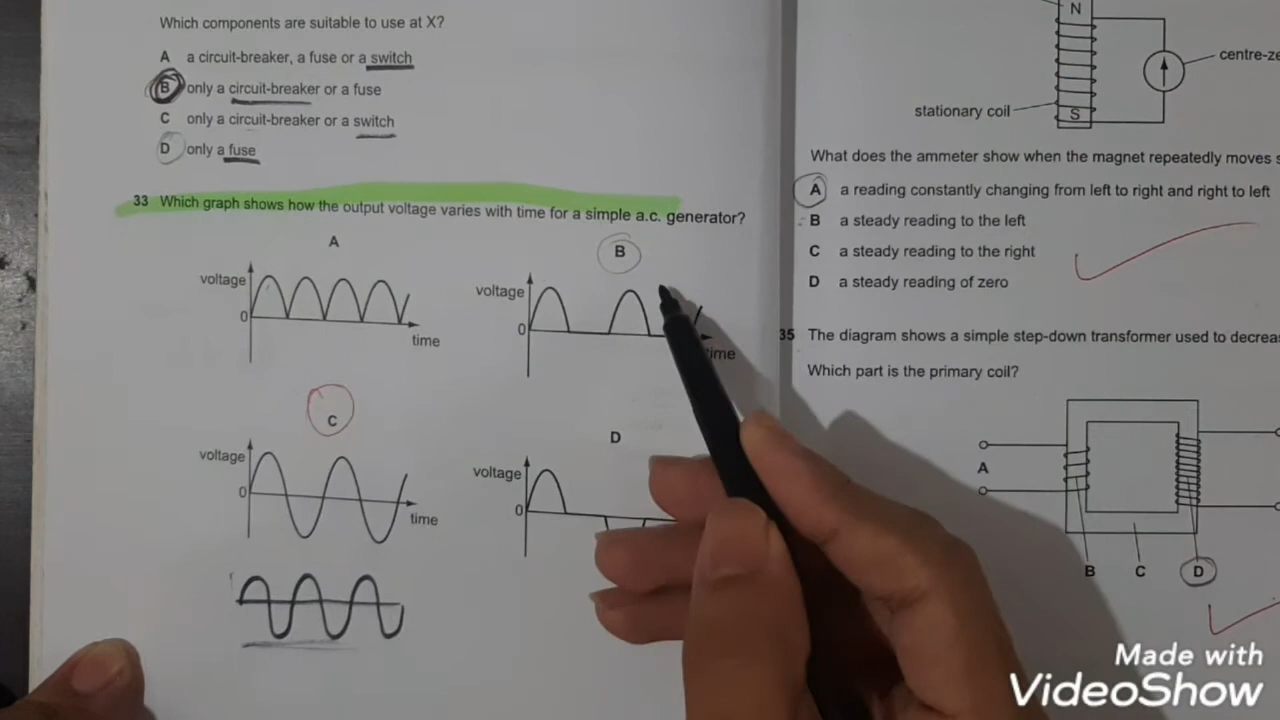 Which components are suitable to use at X?
A a circuit-breaker, a fuse or a switch
B only a circuit-breaker or a fuse
C only a circuit-breaker or a switch
D only a fuse
33 Which graph shows how the output voltage varies with time for a simple a.c. generator?
A
voltage
0
time
B
voltage
0
time
C
voltage
0
time
D
voltage
0
N
S
stationary coil
What does the ammeter show when the magnet repeatedly moves
A a reading constantly changing from left to right and right to left
B a steady reading to the left
C a steady reading to the right
D a steady reading of zero
35 The diagram shows a simple step-down transformer used to
Which part is the primary coil?
A
B C D
Made with
VideoShow